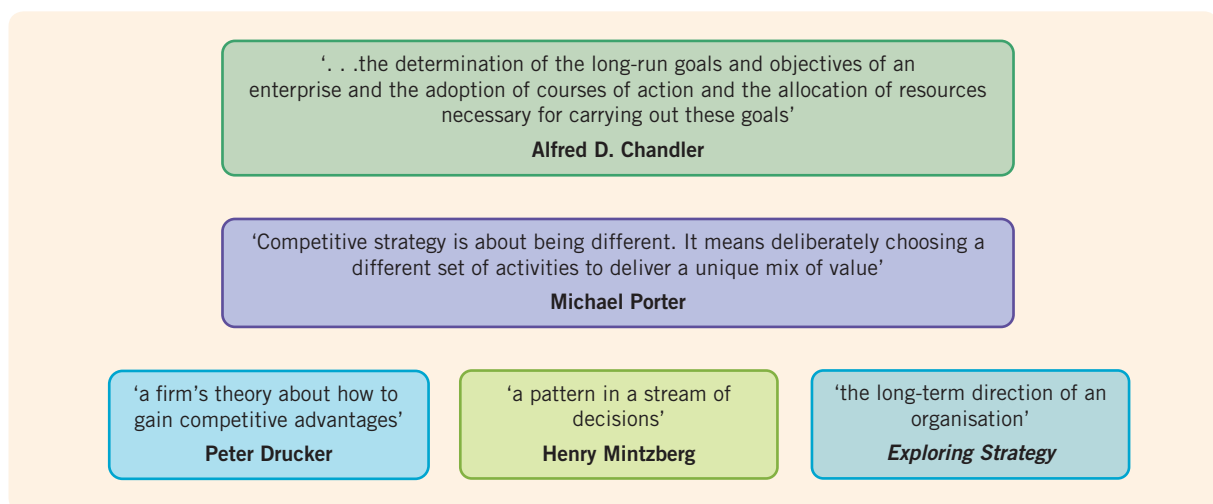 ‘. . .the determination of the long-run goals and objectives of an
enterprise and the adoption of courses of action and the allocation of resources
necessary for carrying out these goals’
Alfred D. Chandler
‘Competitive strategy is about being different. It means deliberately choosing a
different set of activities to deliver a unique mix of value’
Michael Porter
‘a firm’s theory about how to
gain competitive advantages’
Peter Drucker
‘a pattern in a stream of
decisions’
Henry Mintzberg
‘the long-term direction of an
organisation’
Exploring Strategy